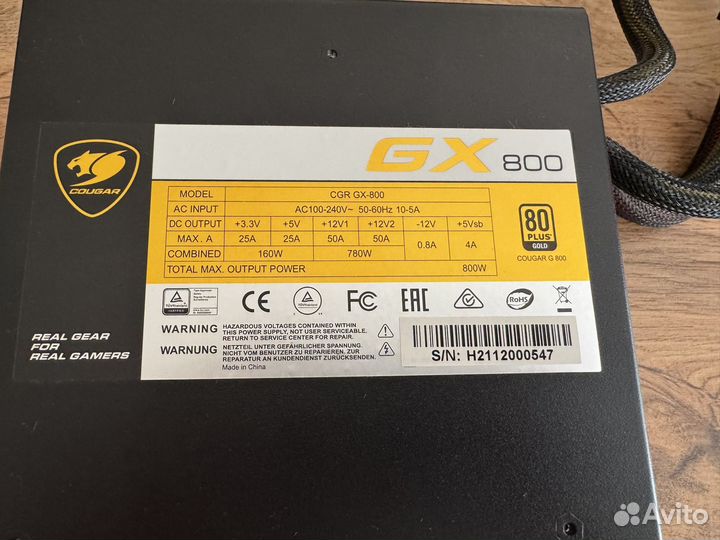 GX 800
COUGAR
MODEL CGR GX-800
AC INPUT AC100-240V~ 50-60Hz 10-5A
DC OUTPUT +3.3V +5V +12V1 +12V2 -12V +5Vsb
MAX. A 25A 25A 50A 50A 0.8A 4A
COMBINED 160W 780W
TOTAL MAX. OUTPUT POWER 800W
80
PLUS
GOLD
COUGAR G 800
TÜVRheinland
CERTIFIED
CE
TÜVRheinland
FC
EAC
RoHS
REAL GEAR
FOR
REAL GAMERS
WARNING HAZARDOUS VOLTAGES CONTAINED WITHIN
THIS POWER SUPPLY, NOT USER SERVICEABLE.
RETURN TO SERVICE CENTER FOR REPAIR.
WARNUNG NETZTEIL UNTER GEFÄHRLICHER SPANNUNG.
NICHT VOM BENUTZER ZU REPARIEREN. ZUR
REPARATUR AN KUNDENDIENST ZURÜCKSENDEN.
Made in China
S/N: H2112000547
Avito